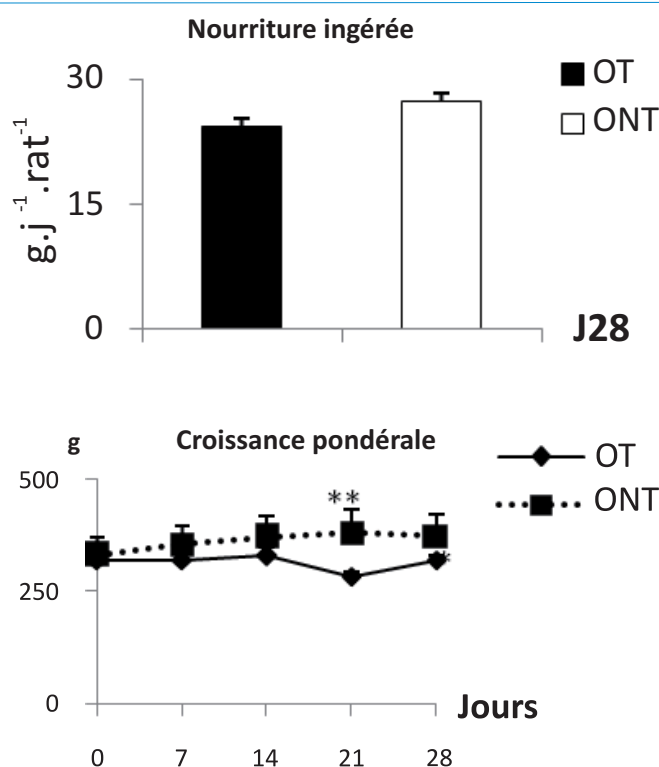 Nourriture ingérée
30
15
0
g.j⁻¹.rat⁻¹
OT
ONT
J28
g
Croissance pondérale
OT
ONT
500
250
0
**
*
Jours
0 7 14 21 28